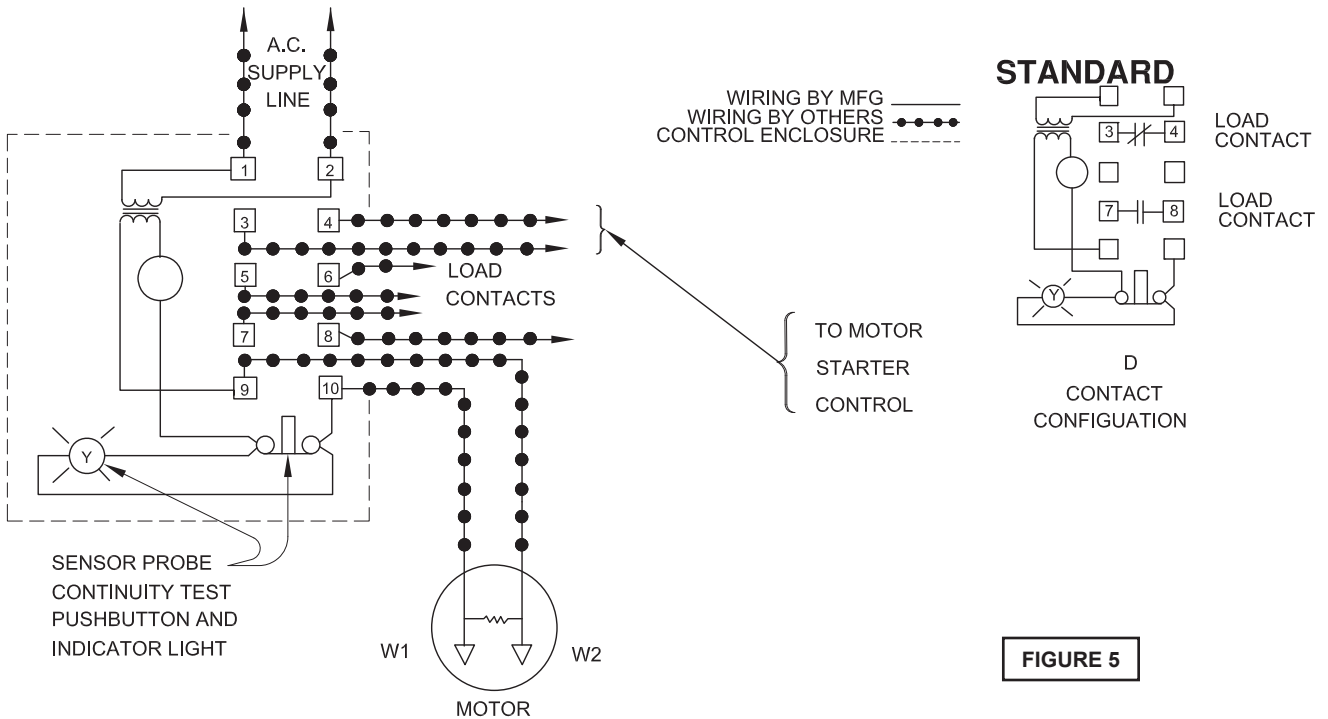 A.C.
SUPPLY
LINE
1
2
3
4
5
6
LOAD
CONTACTS
7
8
9
10
Y
SENSOR PROBE
CONTINUITY TEST
PUSHBUTTON AND
INDICATOR LIGHT
W1
W2
MOTOR
TO MOTOR
STARTER
CONTROL
WIRING BY MFG
WIRING BY OTHERS
CONTROL ENCLOSURE
STANDARD
3
4
LOAD
CONTACT
7
8
LOAD
CONTACT
Y
D
CONTACT
CONFIGUATION
FIGURE 5